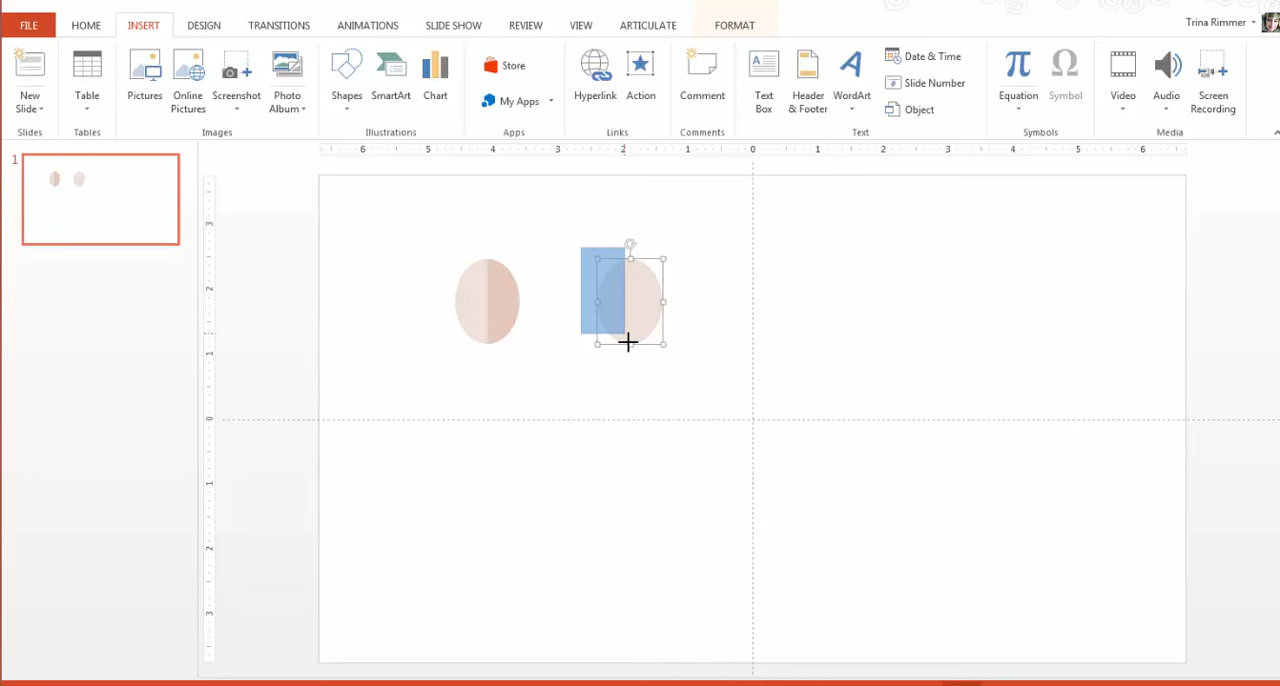 Trina Rimmer
FILE HOME INSERT DESIGN TRANSITIONS ANIMATIONS SLIDE SHOW REVIEW VIEW ARTICULATE FORMAT
New Slide
Table
Pictures
Online Pictures
Screenshot
Photo Album
Shapes
SmartArt
Chart
Store
My Apps
Hyperlink
Action
Comment
Text Box
Header & Footer
WordArt
Date & Time
Slide Number
Object
Equation
Symbol
Video
Audio
Screen Recording
Slides Tables Images Illustrations Apps Links Comments Text Symbols Media
6 5 4 3 2 1 0 1 2 3 4 5 6
1
3
2
1
0
1
2
3